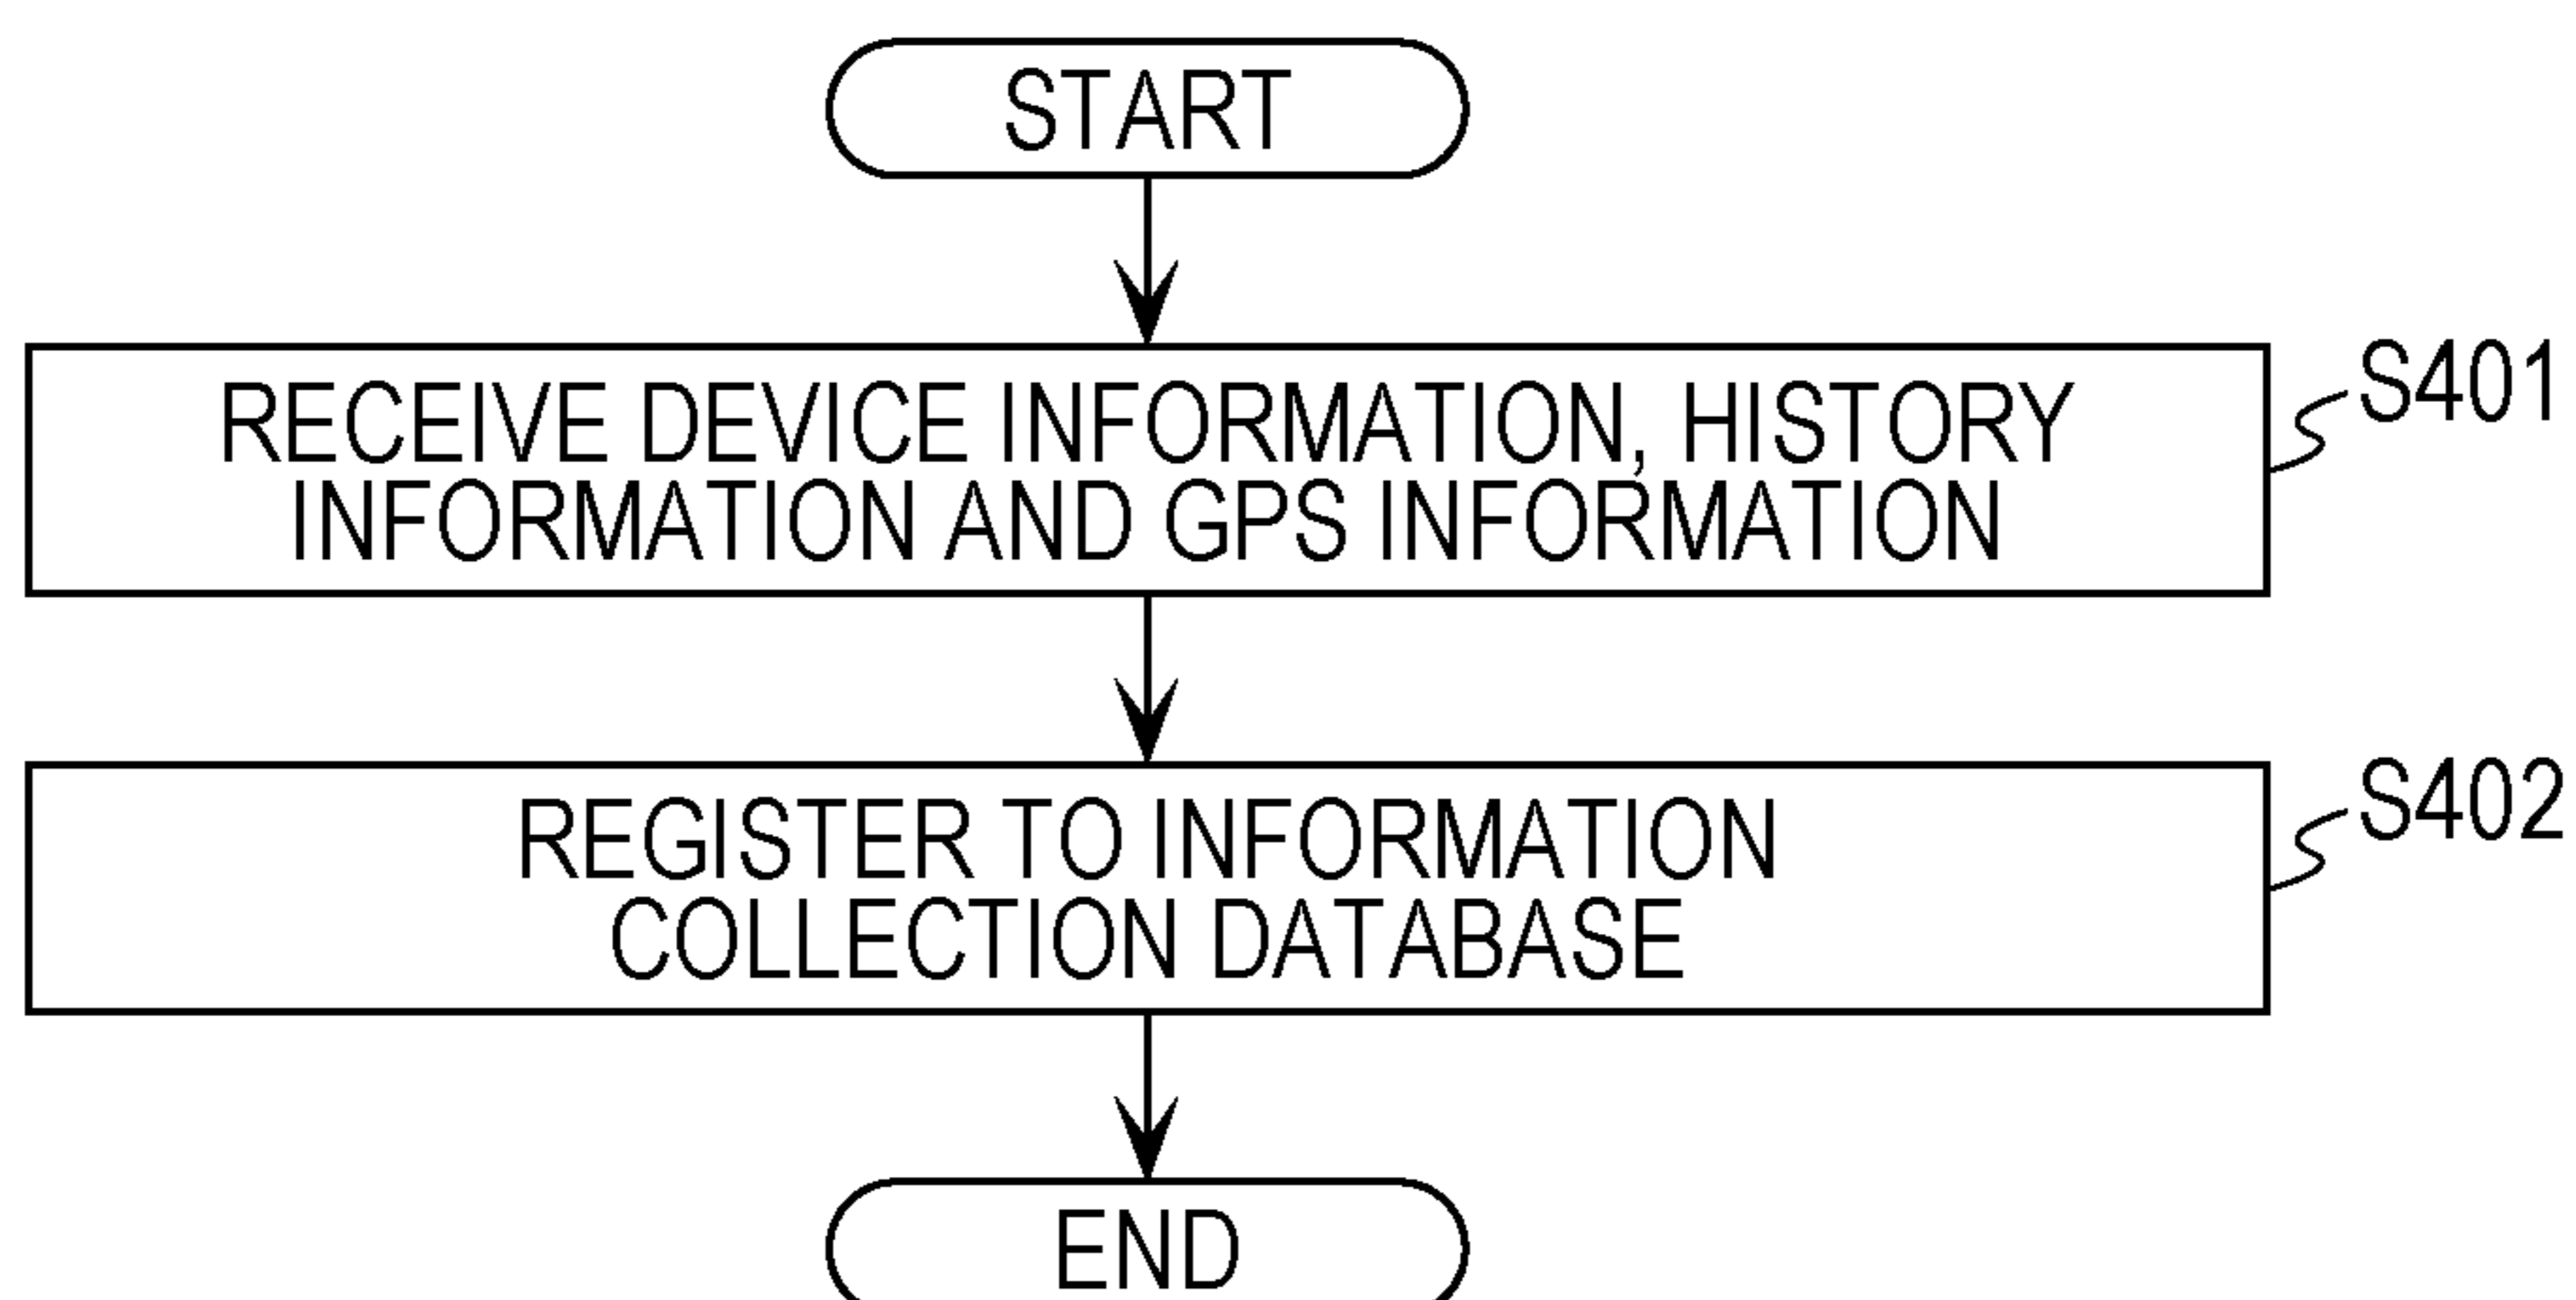 START
RECEIVE DEVICE INFORMATION, HISTORY
INFORMATION AND GPS INFORMATION
S401
REGISTER TO INFORMATION
COLLECTION DATABASE
S402
END